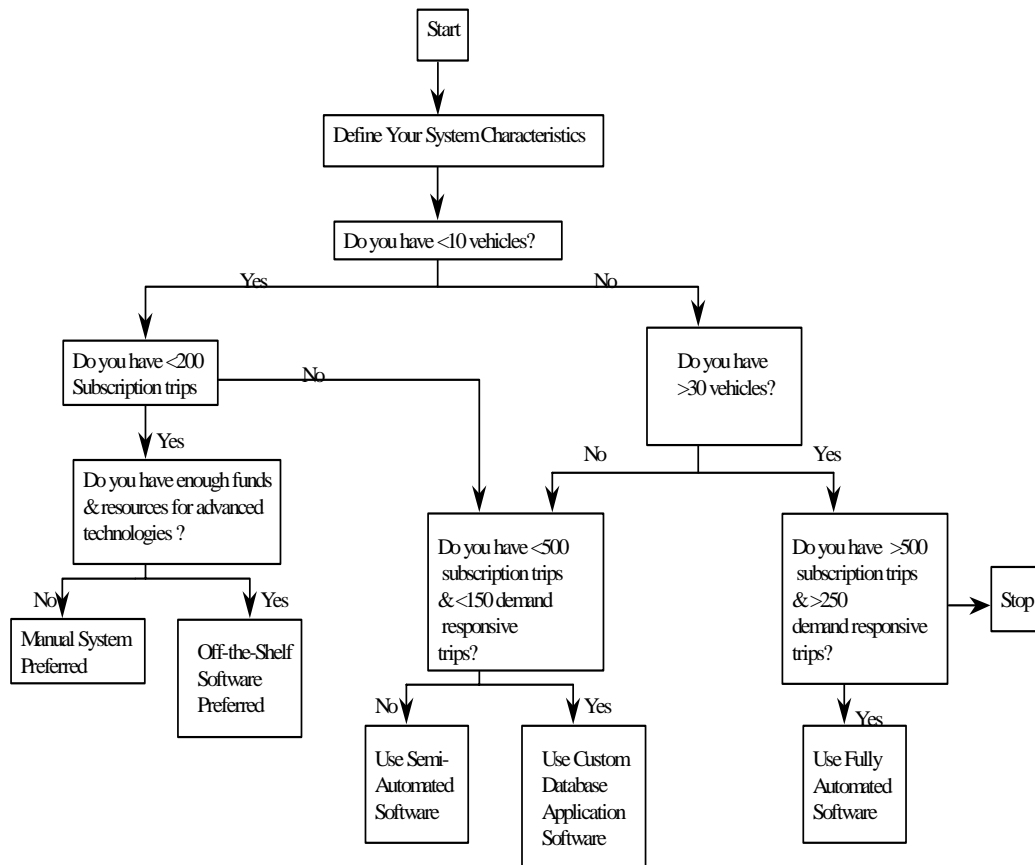 Start
Define Your System Characteristics
Do you have <10 vehicles?
Yes
No
Do you have <200
Subscription trips
No
Do you have
>30 vehicles?
Yes
No
Yes
Do you have enough funds
& resources for advanced
technologies ?
Do you have <500
subscription trips
& <150 demand
responsive
trips?
Do you have >500
subscription trips
& >250
demand responsive
trips?
Stop
No
Yes
Manual System
Preferred
Off-the-Shelf
Software
Preferred
No
Yes
Yes
Use Semi-
Automated
Software
Use Custom
Database
Application
Software
Use Fully
Automated
Software